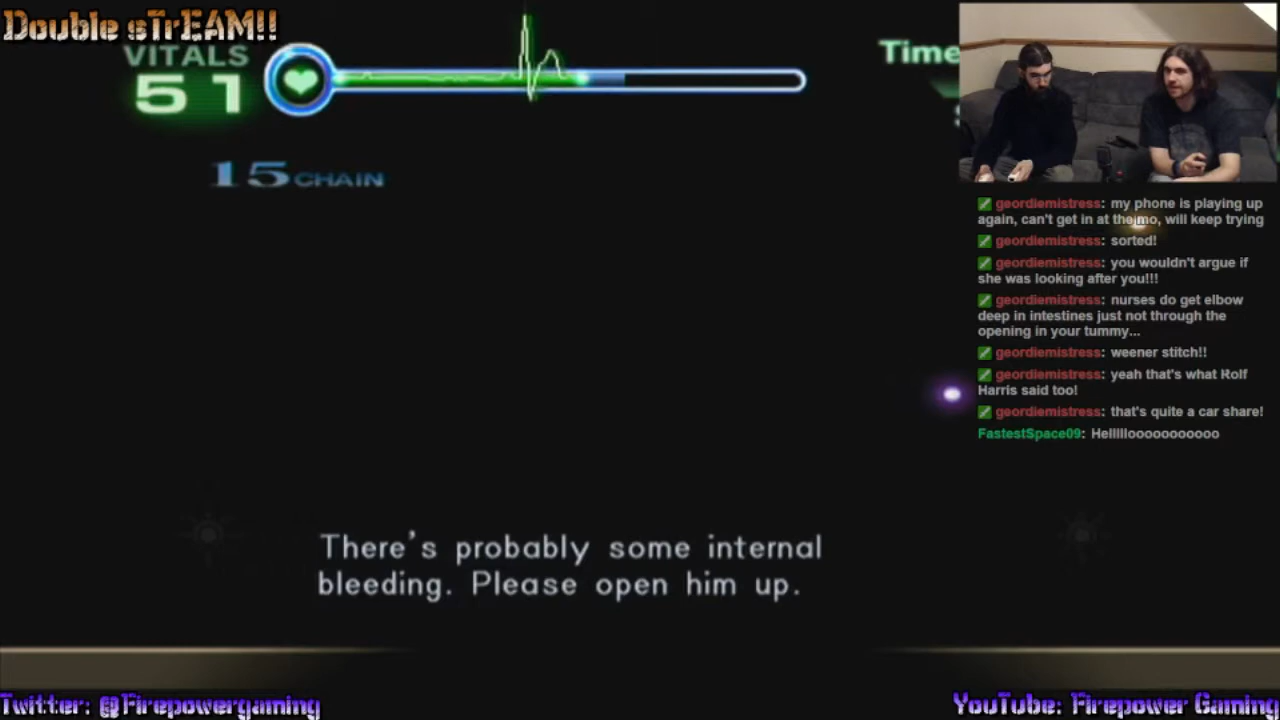 Double sTrEAM!!
VITALS
51
Time
15 CHAIN
geordiemistress: my phone is playing up
again, can't get in at the mo, will keep trying
geordiemistress: sorted!
geordiemistress: you wouldn't argue if
she was looking after you!!!
geordiemistress: nurses do get elbow
deep in intestines just not through the
opening in your tummy...
geordiemistress: weener stitch!!
geordiemistress: yeah that's what Rolf
Harris said too!
geordiemistress: that's quite a car share!
FastestSpace09: Helllllooooooooooo
There's probably some internal
bleeding. Please open him up.
Twitter: @Firepowergaming
YouTube: Firepower Gaming